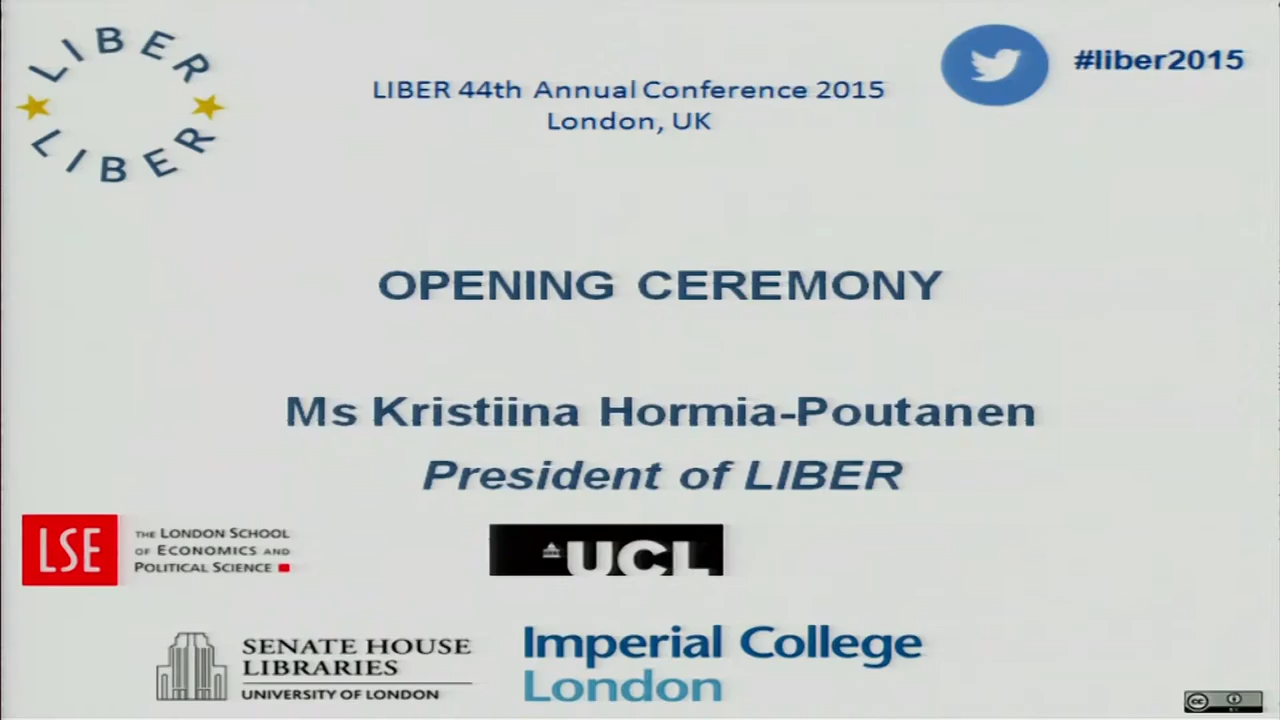 LIBER
LIBER
LIBER 44th Annual Conference 2015
London, UK
#liber2015
OPENING CEREMONY
Ms Kristiina Hormia-Poutanen
President of LIBER
LSE
THE LONDON SCHOOL
OF ECONOMICS AND
POLITICAL SCIENCE
UCL
SENATE HOUSE
LIBRARIES
UNIVERSITY OF LONDON
Imperial College
London
cc